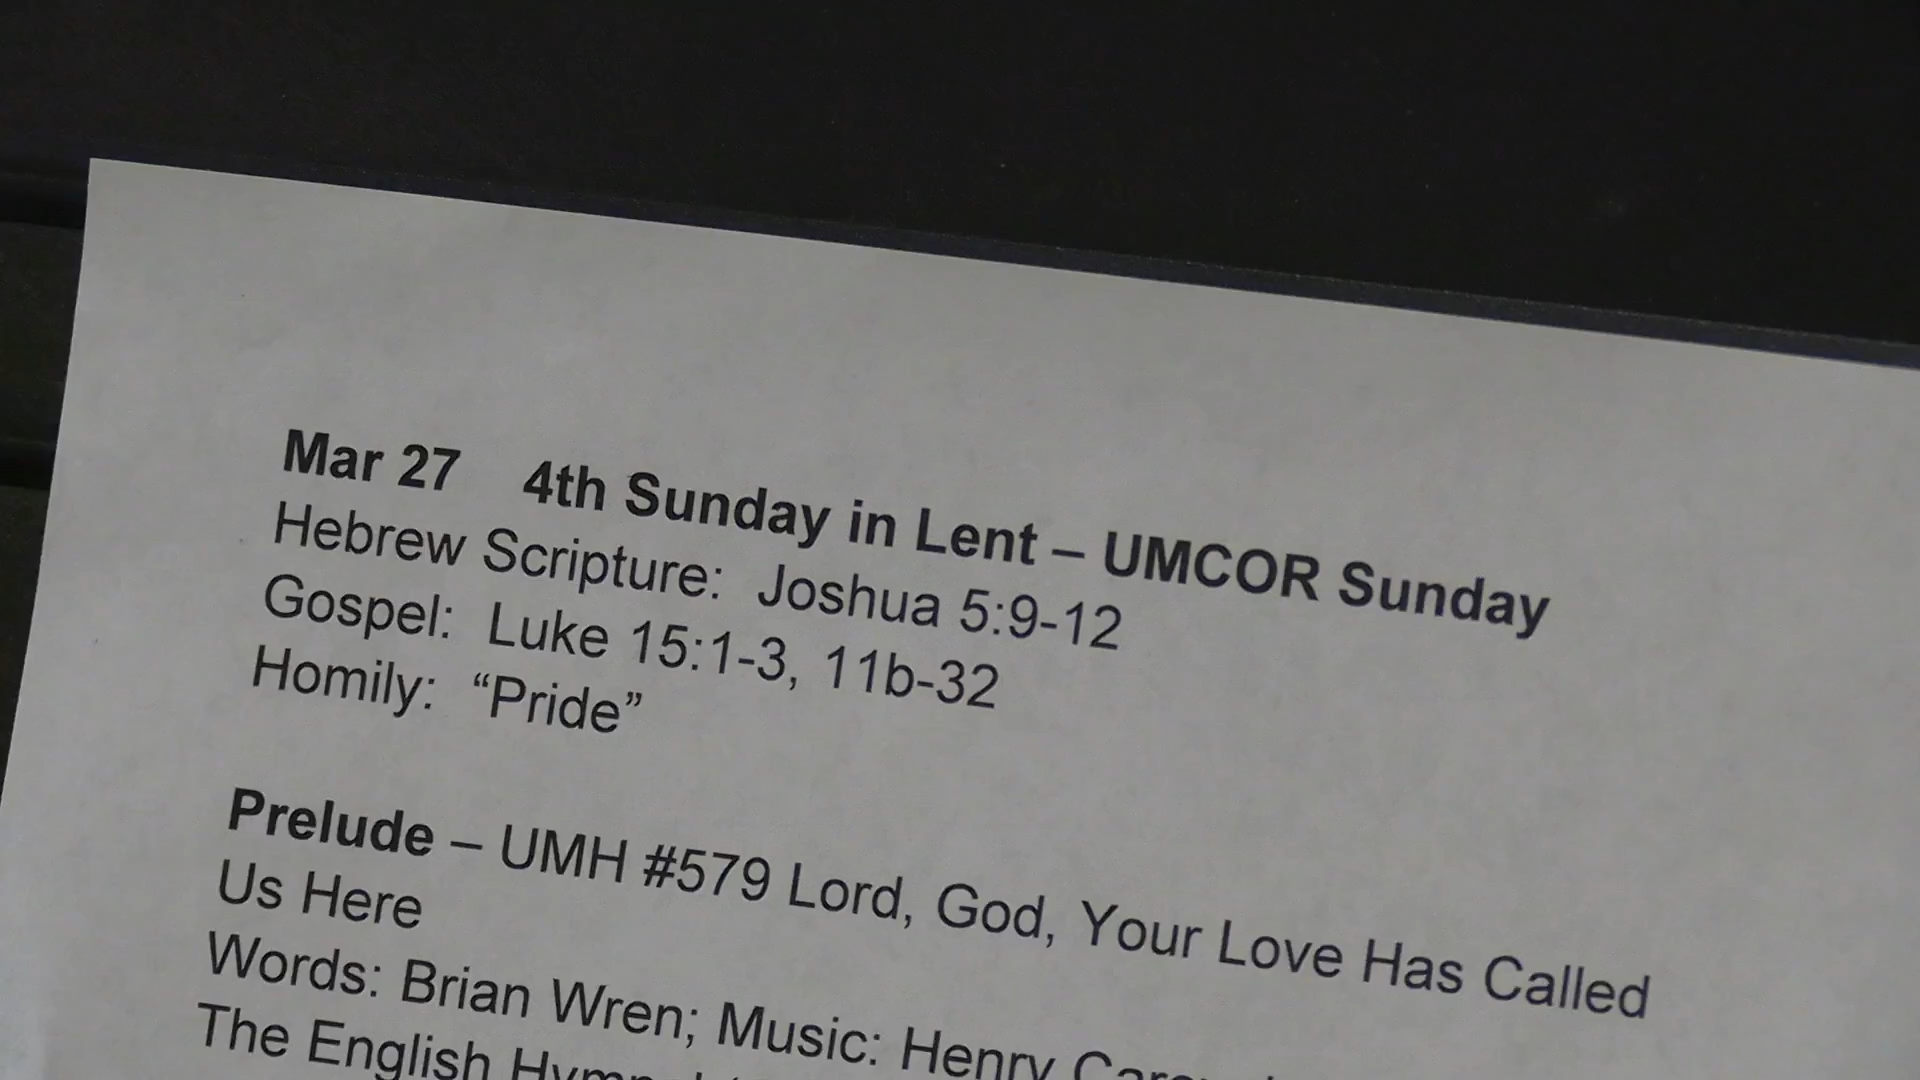 Mar 27 4th Sunday in Lent – UMCOR Sunday
Hebrew Scripture: Joshua 5:9-12
Gospel: Luke 15:1-3, 11b-32
Homily: “Pride”
Prelude – UMH #579 Lord, God, Your Love Has Called
Us Here
Words: Brian Wren; Music: Henry
The English